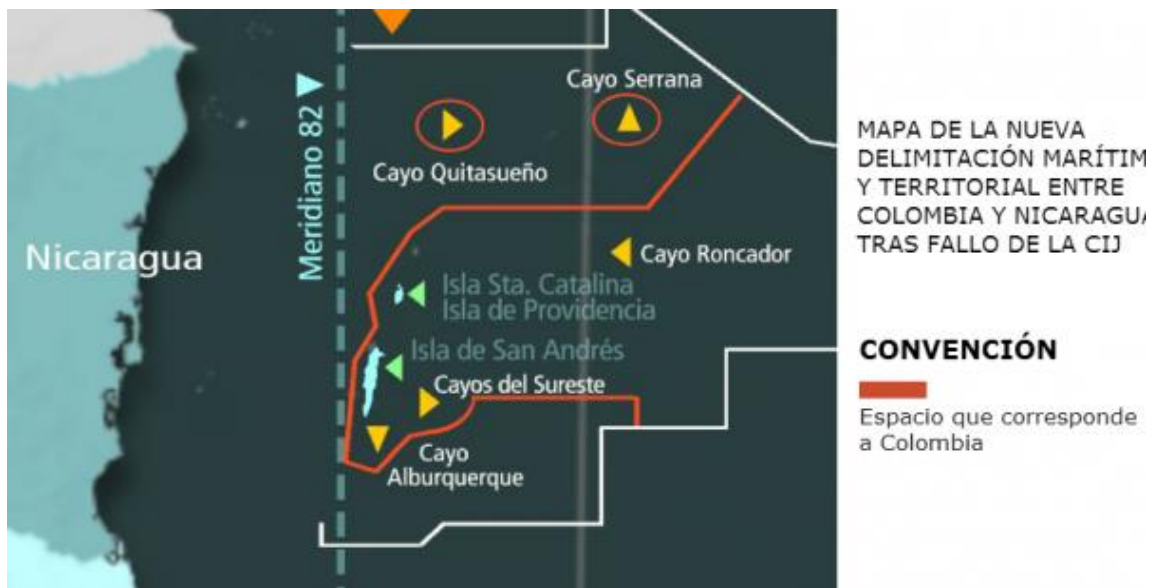 Meridiano 82
Cayo Serrana
Cayo Quitasueño
Nicaragua
Cayo Roncador
Isla Sta. Catalina
Isla de Providencia
Isla de San Andrés
Cayos del Sureste
Cayo
Alburquerque
MAPA DE LA NUEVA
DELIMITACIÓN MARÍTIM
Y TERRITORIAL ENTRE
COLOMBIA Y NICARAGUA
TRAS FALLO DE LA CIJ
CONVENCIÓN
Espacio que corresponde
a Colombia